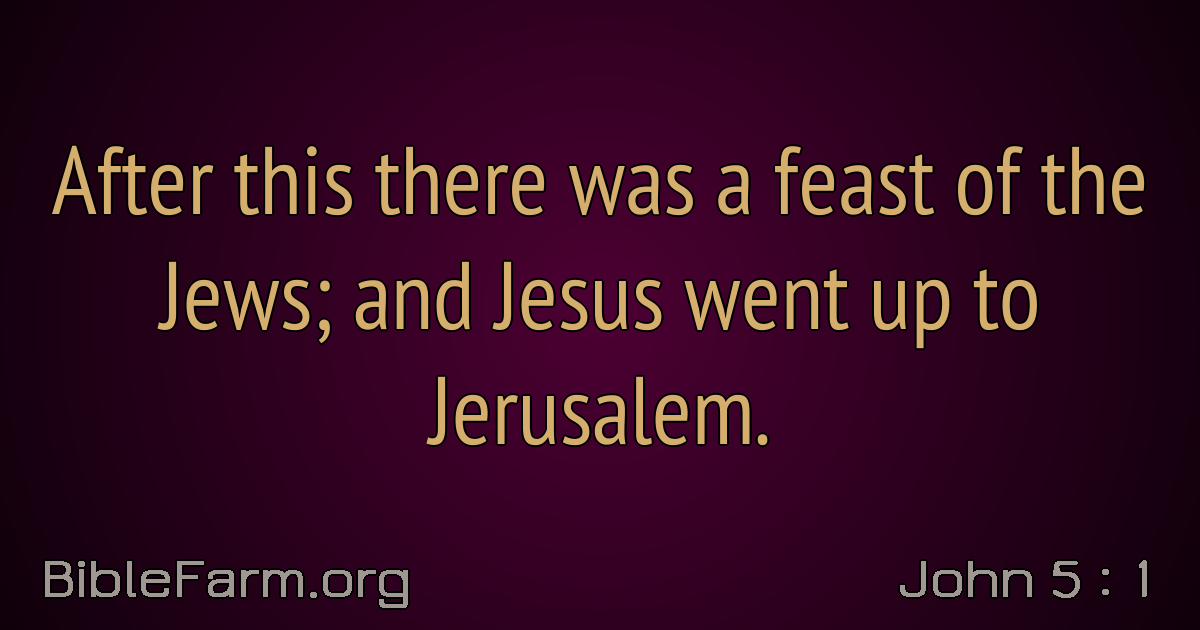 After this there was a feast of the
Jews; and Jesus went up to
Jerusalem.
BibleFarm.org
John 5 : 1